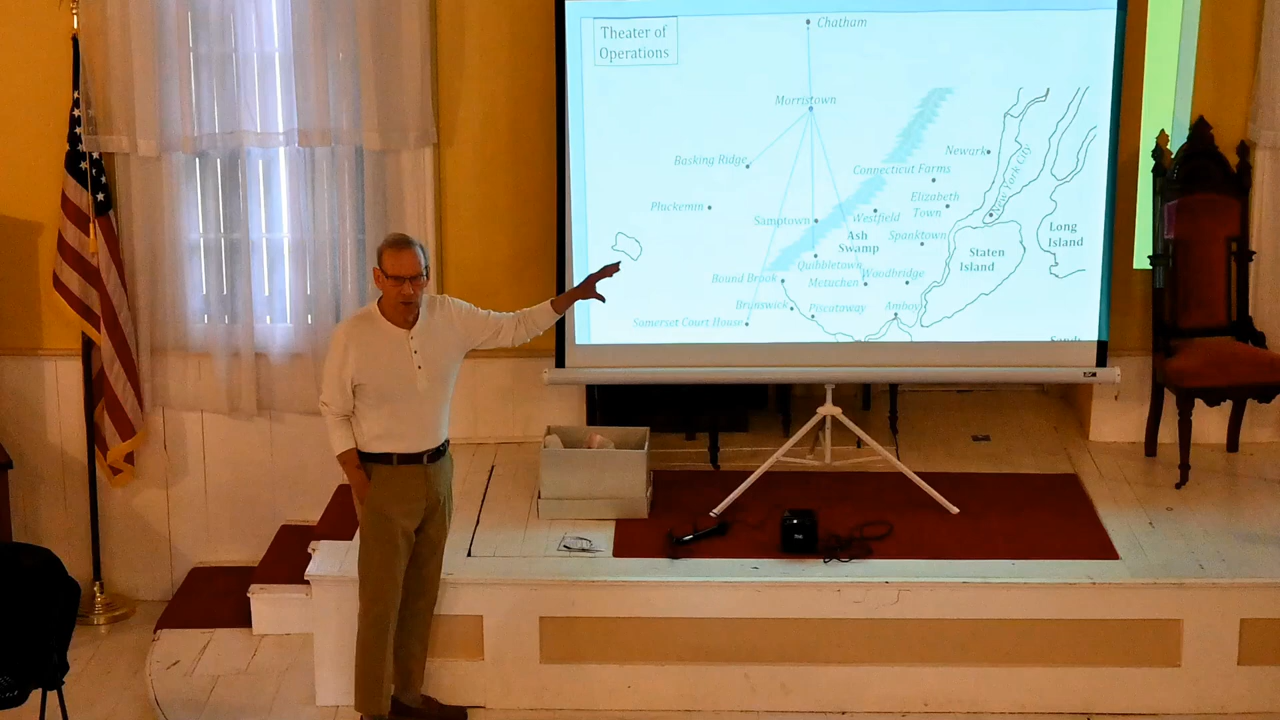 Theater of
Operations
Chatham
Morristown
Basking Ridge
Newark
Connecticut Farms
Pluckemin
Elizabeth
Town
New York City
Samptown
Westfield
Ash
Swamp
Spanktown
Long
Island
Staten
Island
Quibbletown
Bound Brook
Metuchen
Woodbridge
Brunswick
Piscataway
Amboy
Somerset Court House